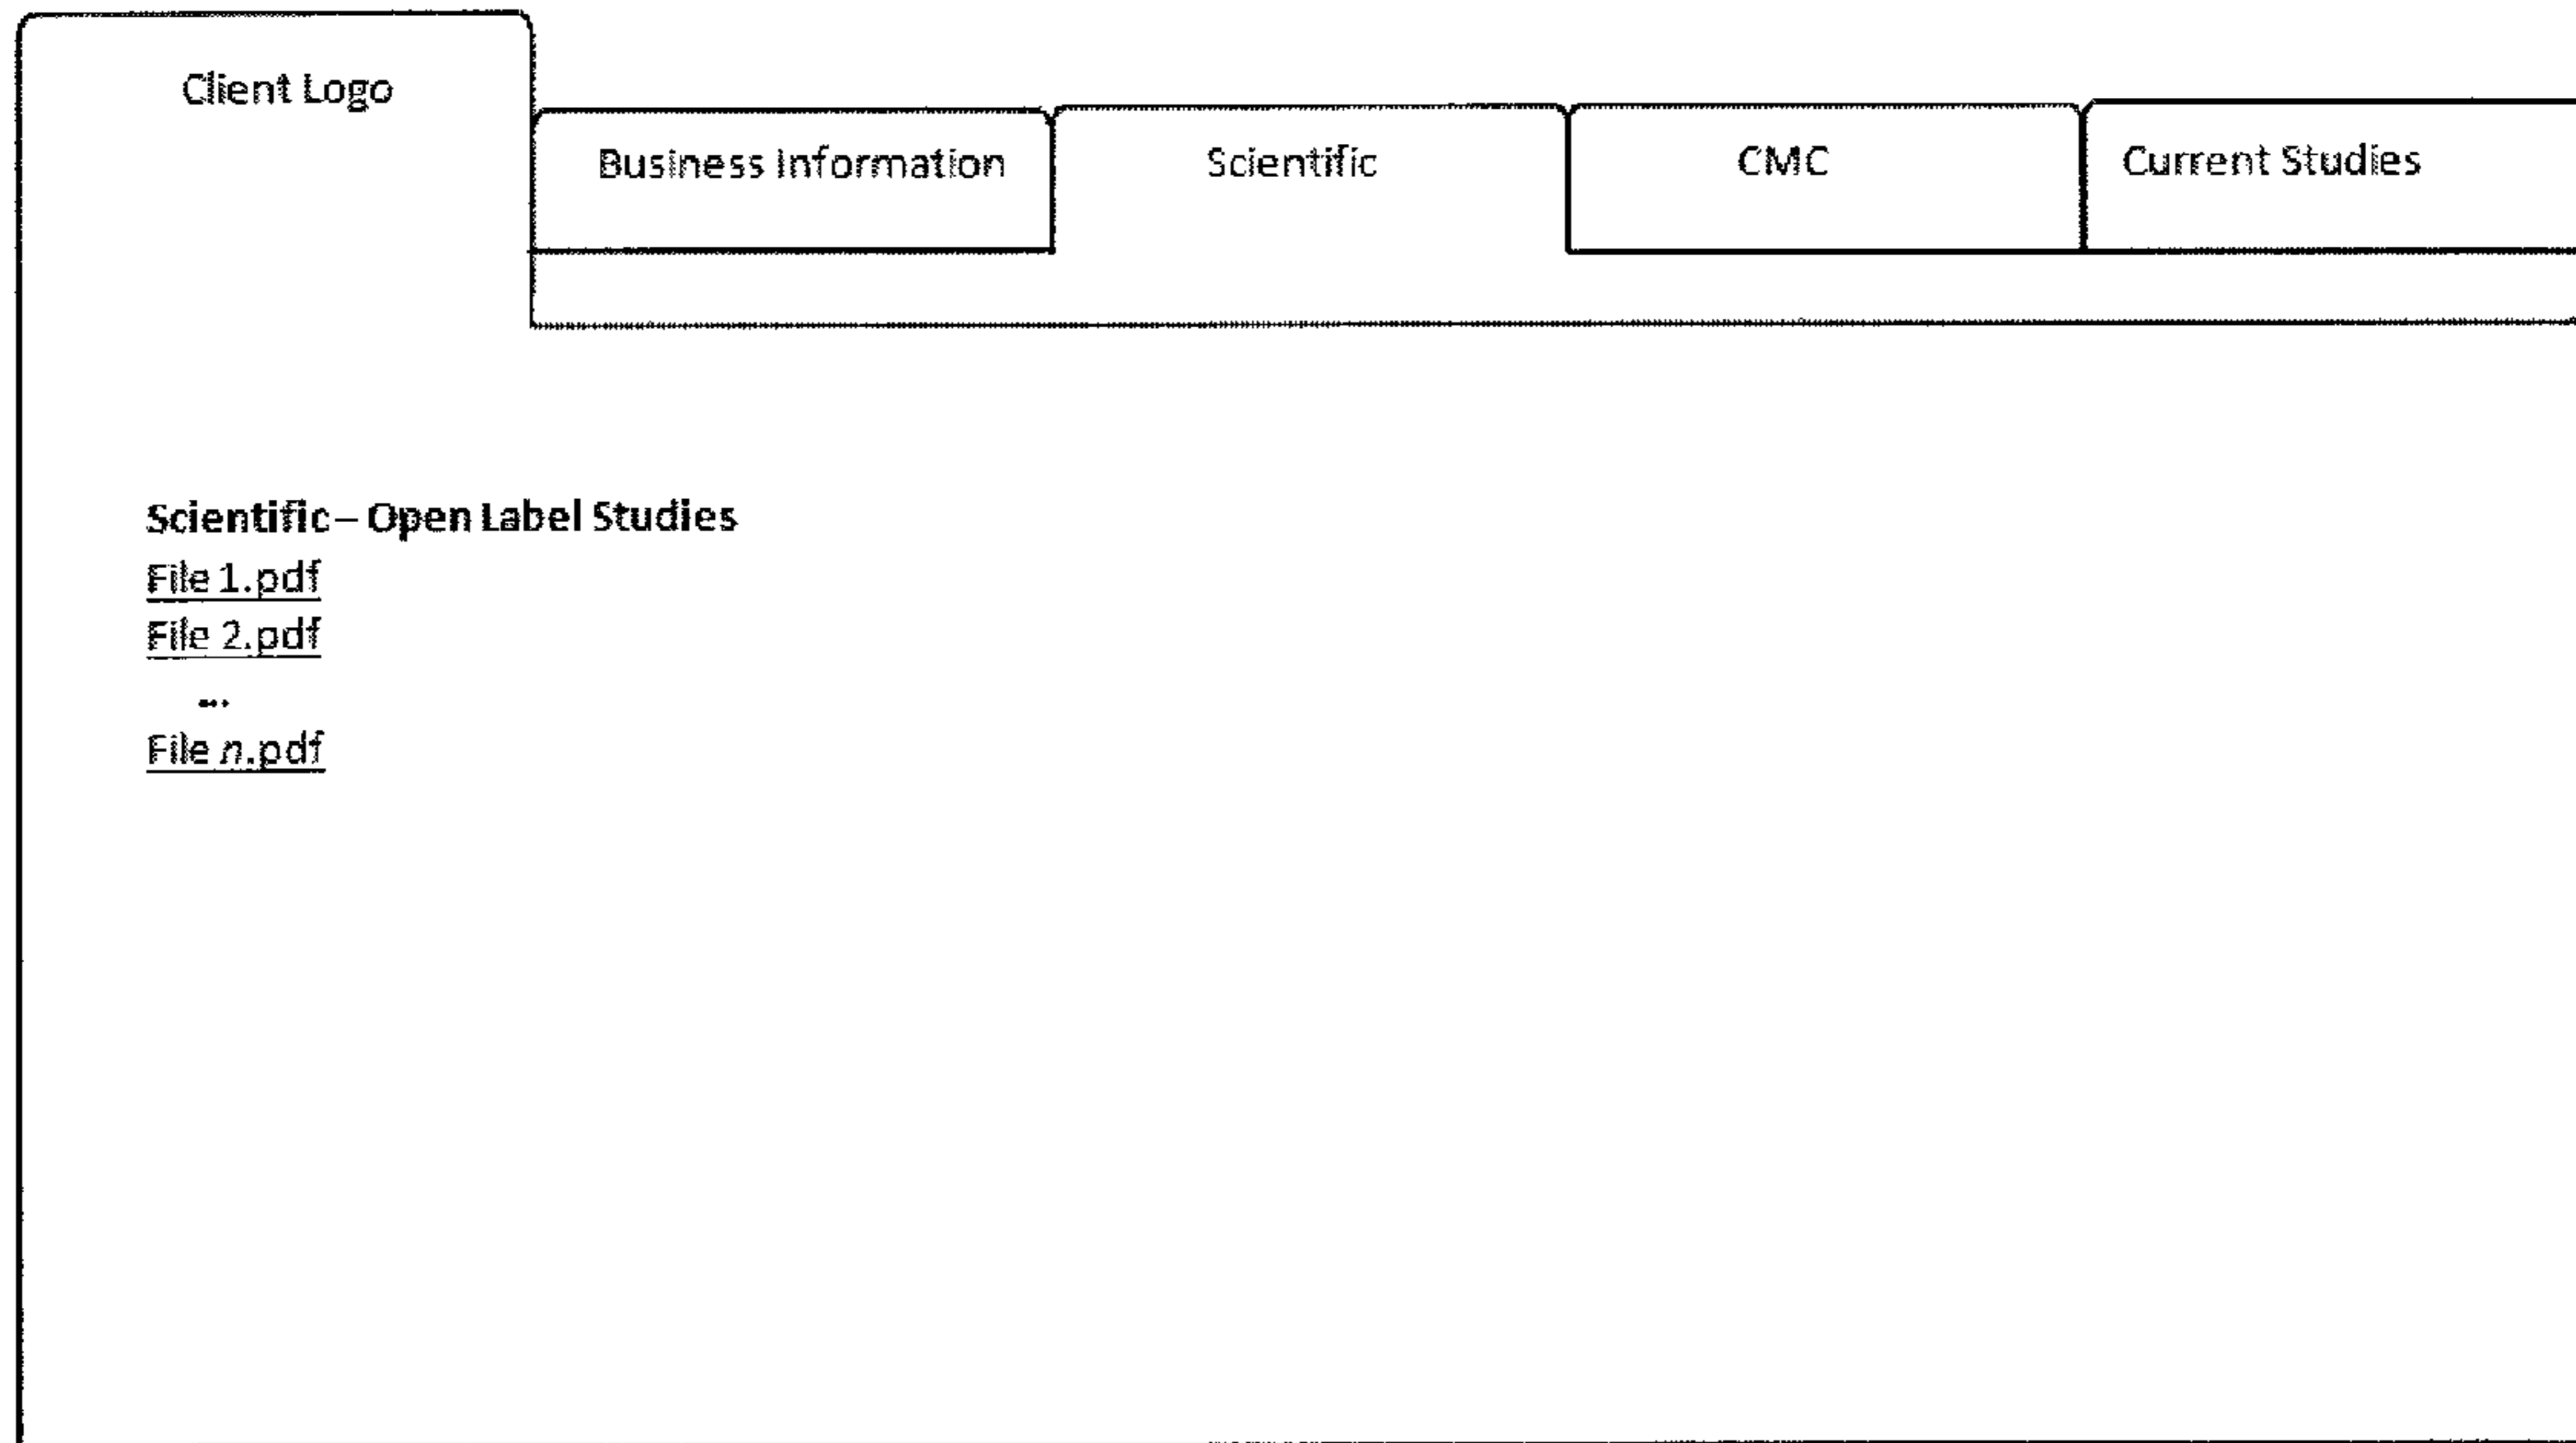 Client Logo
Business Information
Scientific
CMC
Current Studies
Scientific – Open Label Studies
File 1.pdf
File 2.pdf
...
File n.pdf